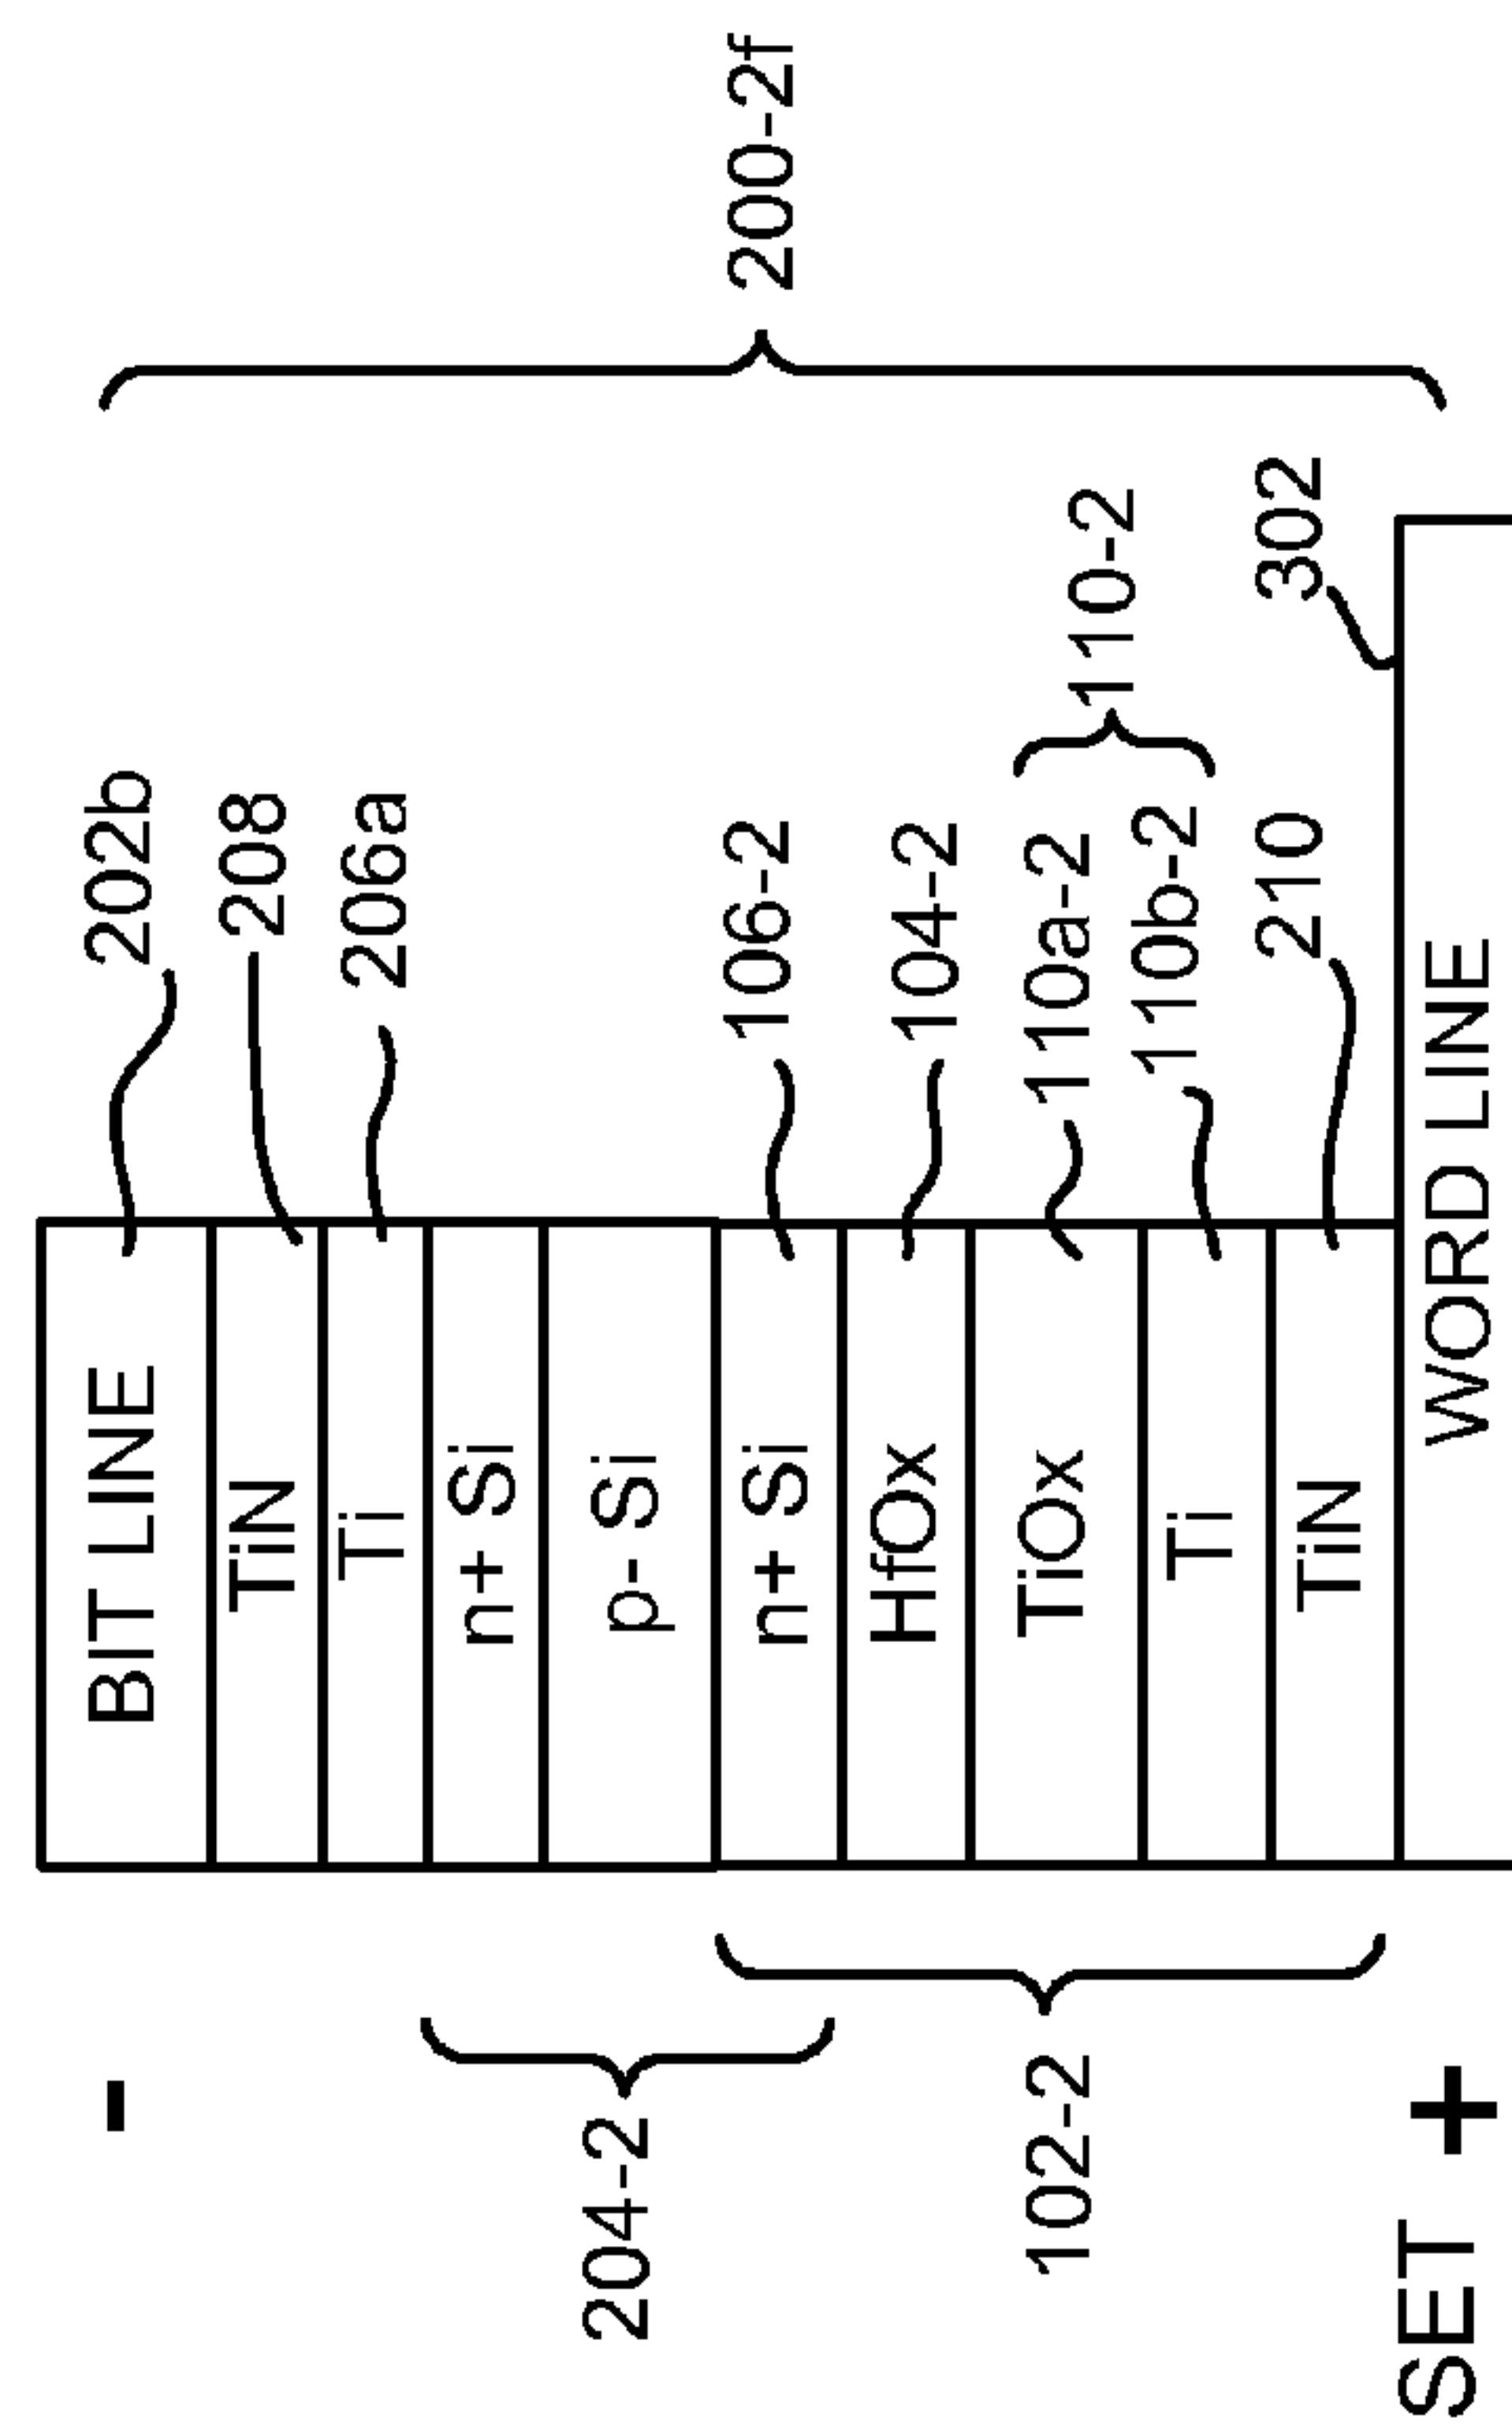 200-2f
202b
208
206a
106-2
104-2
110a-2
110b-2
110-2
210
302
BIT LINE
TiN
Ti
n+ Si
p- Si
n+ Si
HfOx
TiOx
Ti
TiN
WORD LINE
-
204-2
102-2
SET +